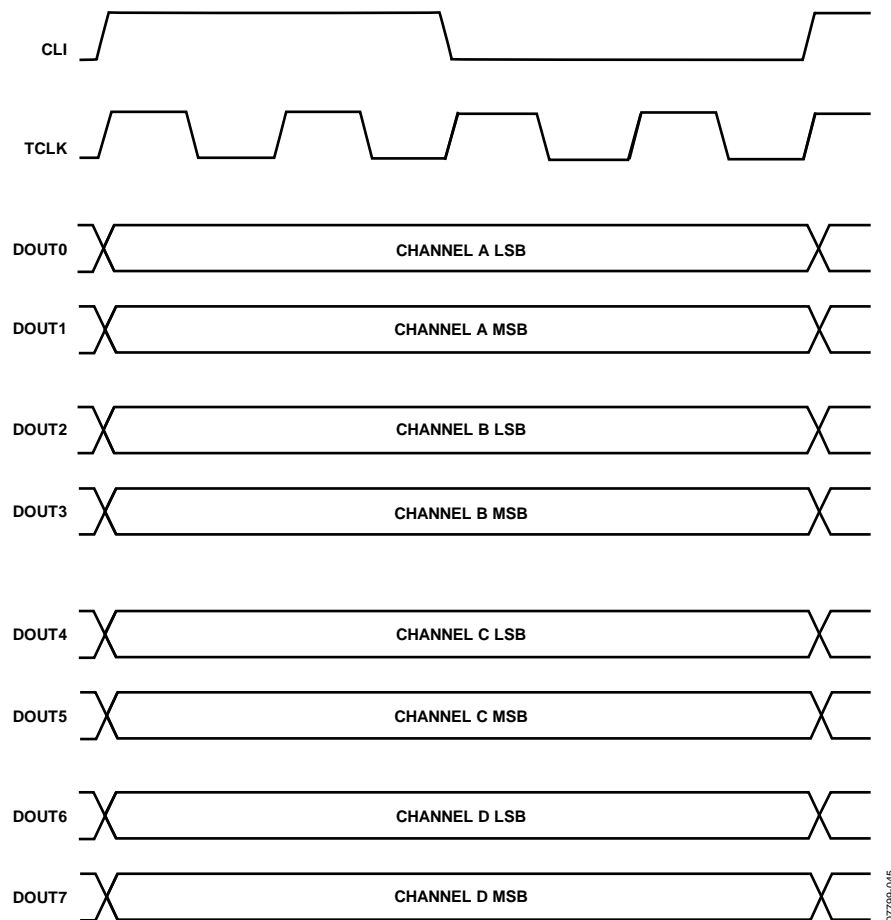 CLI
TCLK
DOUT0 CHANNEL A LSB
DOUT1 CHANNEL A MSB
DOUT2 CHANNEL B LSB
DOUT3 CHANNEL B MSB
DOUT4 CHANNEL C LSB
DOUT5 CHANNEL C MSB
DOUT6 CHANNEL D LSB
DOUT7 CHANNEL D MSB